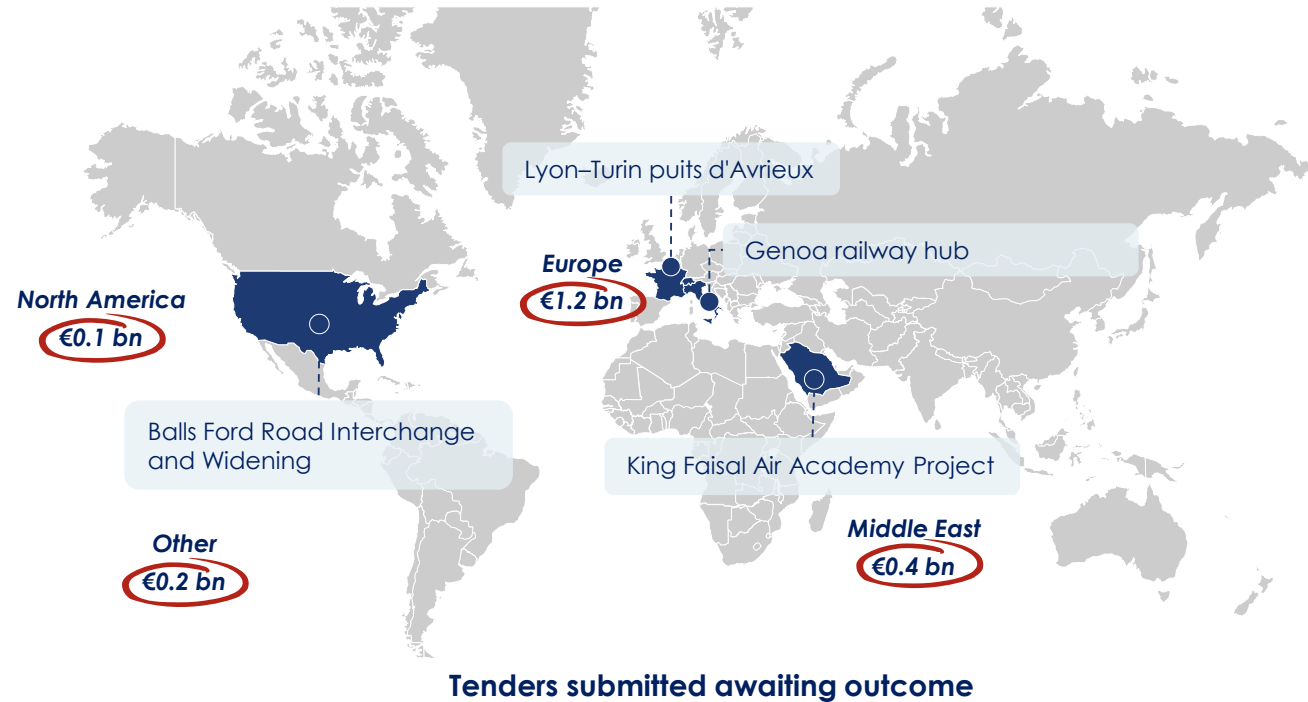 Lyon–Turin puits d'Avrieux
Genoa railway hub
Europe
€1.2 bn
North America
€0.1 bn
Balls Ford Road Interchange
and Widening
King Faisal Air Academy Project
Middle East
€0.4 bn
Other
€0.2 bn
Tenders submitted awaiting outcome